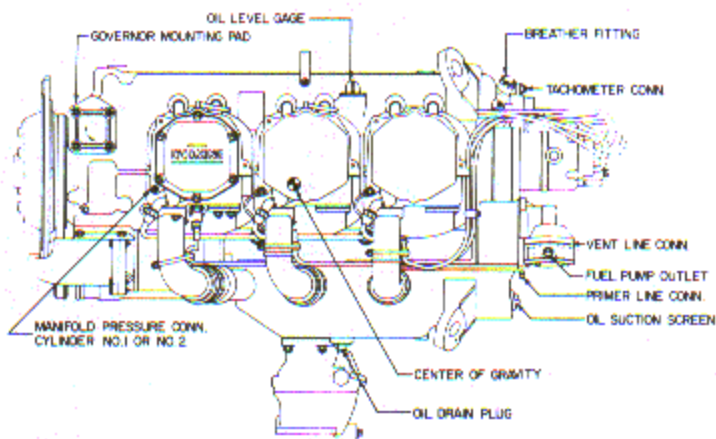 OIL LEVEL GAGE
GOVERNOR MOUNTING PAD
BREATHER FITTING
TACHOMETER CONN.
VENT LINE CONN.
FUEL PUMP OUTLET
PRIMER LINE CONN.
OIL SUCTION SCREEN
MANIFOLD PRESSURE CONN.
CYLINDER NO.1 OR NO 2
CENTER OF GRAVITY
OIL DRAIN PLUG